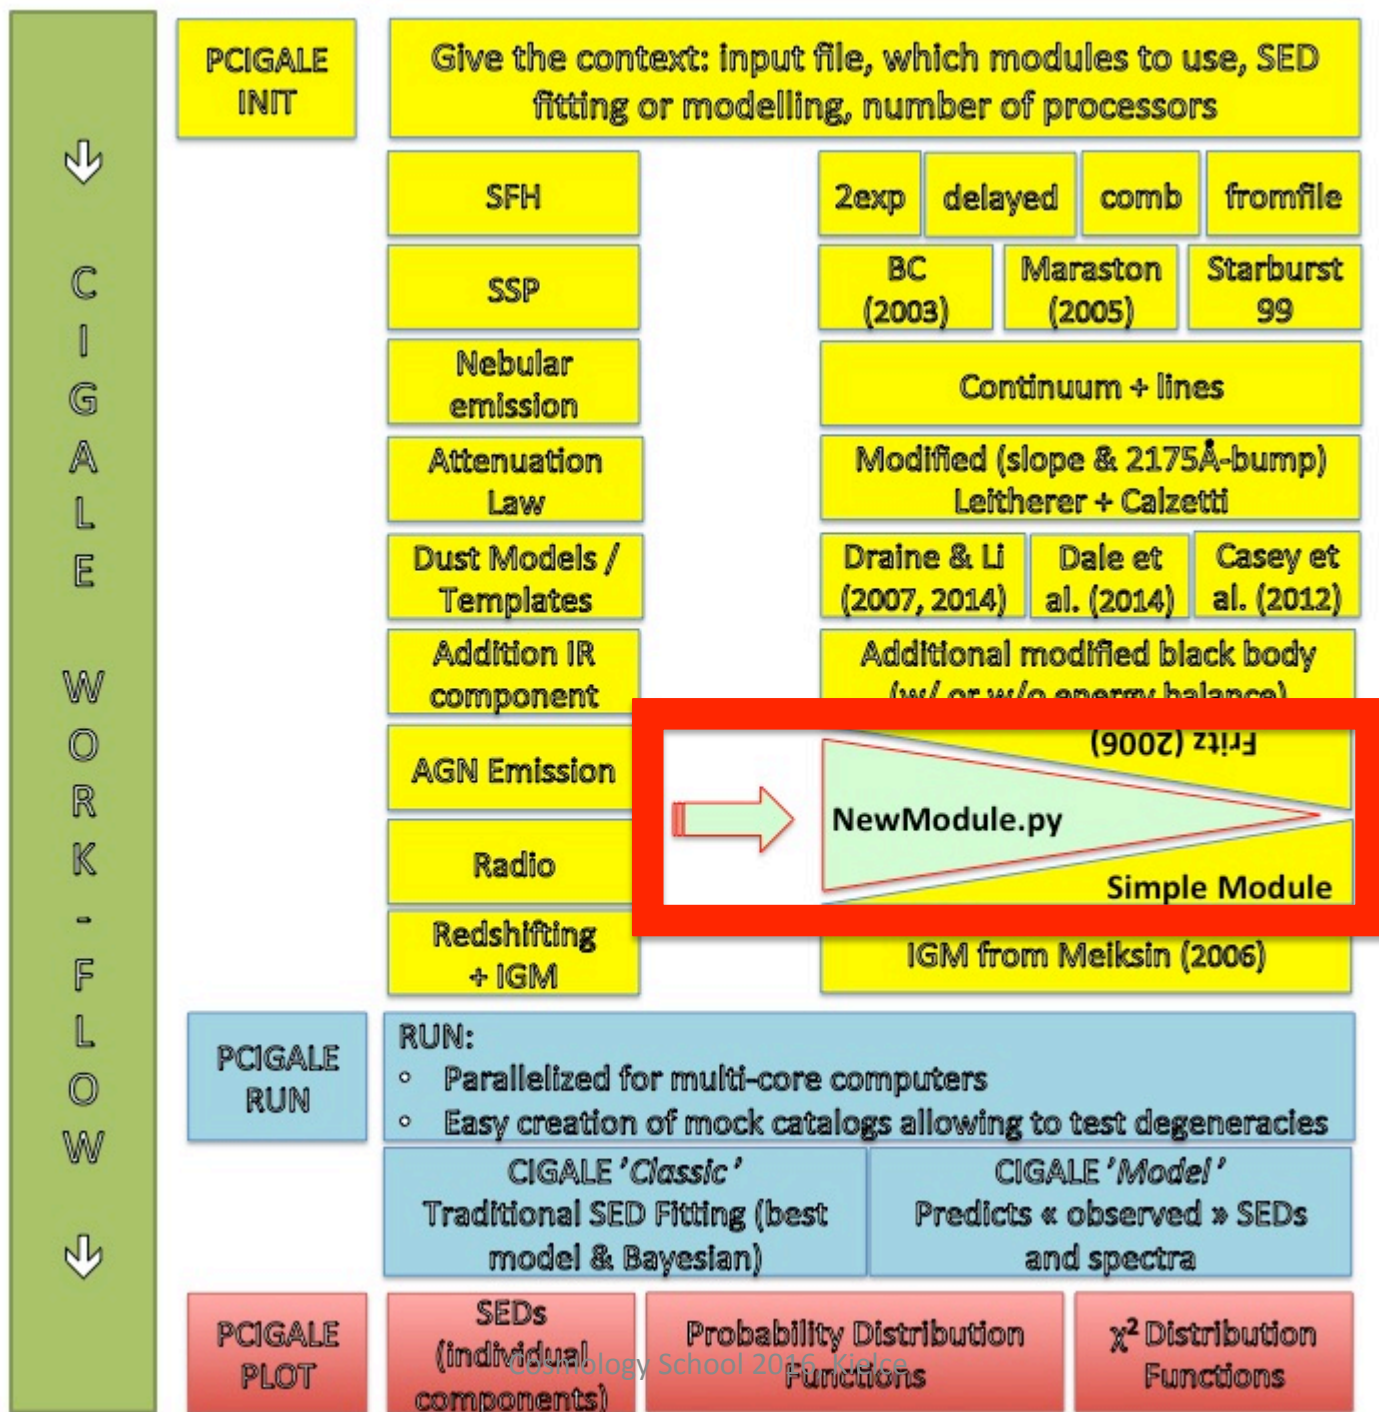 PCIGALE
INIT
Give the context: input file, which modules to use, SED
fitting or modelling, number of processors
C
I
G
A
L
E
W
O
R
K
-
F
L
O
W
SFH
2exp
delayed
comb
fromfile
SSP
BC
(2003)
Maraston
(2005)
Starburst
99
Nebular
emission
Continuum + lines
Attenuation
Law
Modified (slope & 2175Å-bump)
Leitherer + Calzetti
Dust Models /
Templates
Draine & Li
(2007, 2014)
Dale et
al. (2014)
Casey et
al. (2012)
Addition IR
component
Additional modified black body
(w/ or w/o energy balance)
AGN Emission
Fritz (2006)
NewModule.py
Radio
Simple Module
Redshifting
+ IGM
IGM from Meiksin (2006)
PCIGALE
RUN
RUN:
• Parallelized for multi-core computers
• Easy creation of mock catalogs allowing to test degeneracies
CIGALE 'Classic'
Traditional SED Fitting (best
model & Bayesian)
CIGALE 'Model'
Predicts « observed » SEDs
and spectra
PCIGALE
PLOT
SEDs
(individual
components)
Probability Distribution
Functions
χ² Distribution
Functions
Cosmology School 2016, Kielce